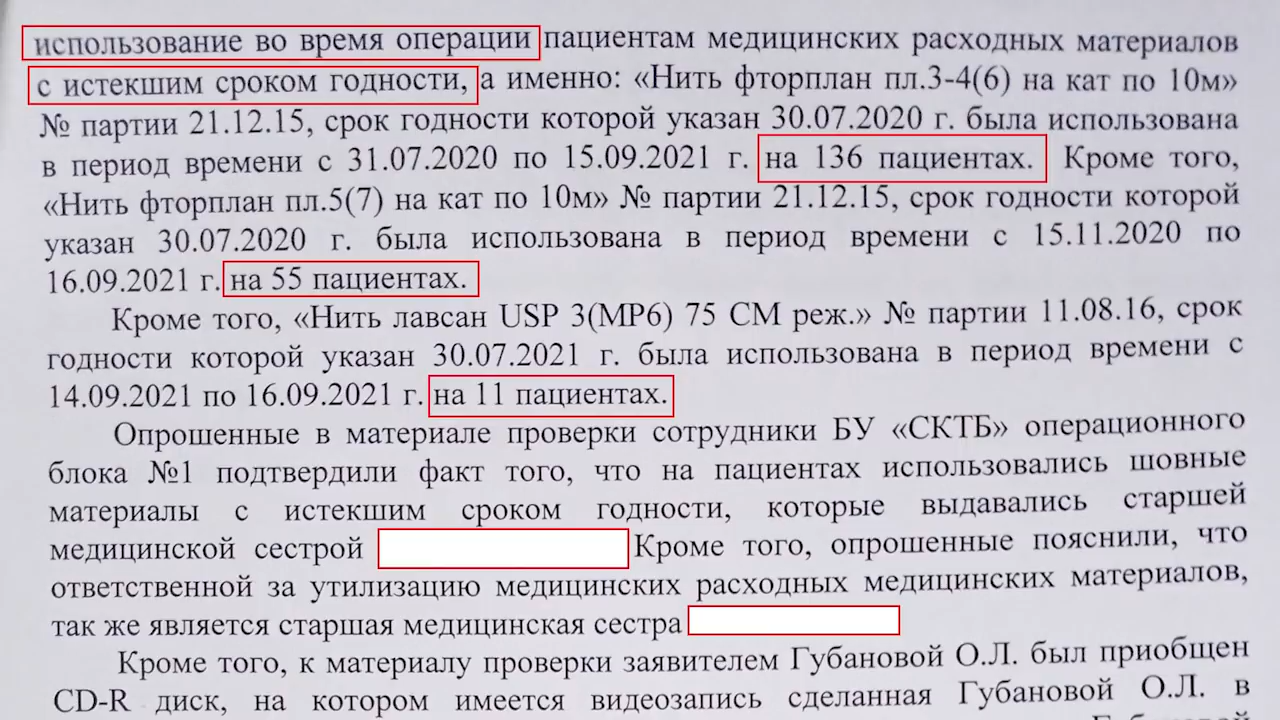 использование во время операции пациентам медицинских расходных материалов
с истекшим сроком годности, а именно: «Нить фторплан пл.3-4(6) на кат по 10м»
№ партии 21.12.15, срок годности которой указан 30.07.2020 г. была использована
в период времени с 31.07.2020 по 15.09.2021 г. на 136 пациентах. Кроме того,
«Нить фторплан пл.5(7) на кат по 10м» № партии 21.12.15, срок годности которой
указан 30.07.2020 г. была использована в период времени с 15.11.2020 по
16.09.2021 г. на 55 пациентах.
Кроме того, «Нить лавсан USP 3(МР6) 75 СМ реж.» № партии 11.08.16, срок
годности которой указан 30.07.2021 г. была использована в период времени с
14.09.2021 по 16.09.2021 г. на 11 пациентах.
Опрошенные в материале проверки сотрудники БУ «СКТБ» операционного
блока №1 подтвердили факт того, что на пациентах использовались шовные
материалы с истекшим сроком годности, которые выдавались старшей
медицинской сестрой Кроме того, опрошенные пояснили, что
ответственной за утилизацию медицинских расходных медицинских материалов,
так же является старшая медицинская сестра
Кроме того, к материалу проверки заявителем Губановой О.Л. был приобщен
CD-R диск, на котором имеется видеозапись сделанная Губановой О.Л. в